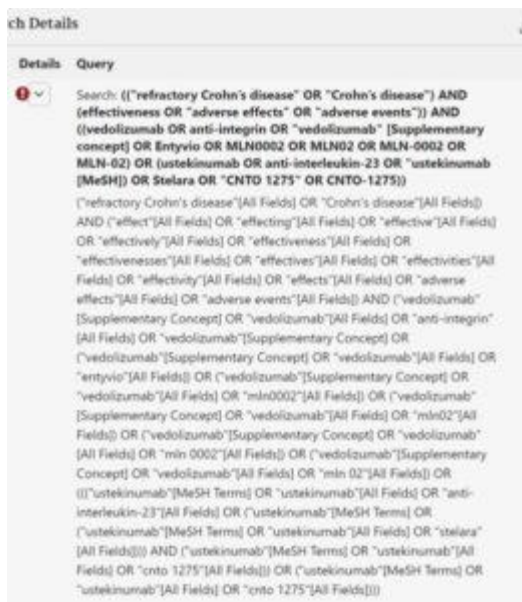 ch Details
Details Query
Search: (("refractory Crohn's disease" OR "Crohn's disease") AND
(effectiveness OR "adverse effects" OR "adverse events")) AND
((vedolizumab OR anti-integrin OR "vedolizumab" [Supplementary
concept] OR Entyvio OR MLN0002 OR MLN02 OR MLN-0002 OR
MLN-02) OR (ustekinumab OR anti-interleukin-23 OR "ustekinumab
[MeSH]) OR Stelara OR "CNTO 1275" OR CNTO-1275))
("refractory Crohn's disease"[All Fields] OR "Crohn's disease"[All Fields])
AND ("effect"[All Fields] OR "effecting"[All Fields] OR "effective"[All Fields]
OR "effectively"[All Fields] OR "effectiveness"[All Fields] OR
"effectivenesses"[All Fields] OR "effectives"[All Fields] OR "effectivities"[All
Fields] OR "effectivity"[All Fields] OR "effects"[All Fields] OR "adverse
effects"[All Fields] OR "adverse events"[All Fields]) AND ("vedolizumab"
[Supplementary Concept] OR "vedolizumab"[All Fields] OR "anti-integrin"
[All Fields] OR "vedolizumab"[Supplementary Concept] OR
("vedolizumab"[Supplementary Concept] OR "vedolizumab"[All Fields] OR
"entyvio"[All Fields]) OR ("vedolizumab"[Supplementary Concept] OR
"vedolizumab"[All Fields] OR "mln0002"[All Fields]) OR ("vedolizumab"
[Supplementary Concept] OR "vedolizumab"[All Fields] OR "mln02"[All
Fields]) OR ("vedolizumab"[Supplementary Concept] OR "vedolizumab"
[All Fields] OR "mln 0002"[All Fields]) OR ("vedolizumab"[Supplementary
Concept] OR "vedolizumab"[All Fields] OR "mln 02"[All Fields]) OR
((("ustekinumab"[MeSH Terms] OR "ustekinumab"[All Fields] OR "anti-
interleukin-23"[All Fields] OR ("ustekinumab"[MeSH Terms] OR
("ustekinumab"[MeSH Terms] OR "ustekinumab"[All Fields] OR "stelara"
[All Fields]))) AND ("ustekinumab"[MeSH Terms] OR "ustekinumab"[All
Fields] OR "cnto 1275"[All Fields])) OR ("ustekinumab"[MeSH Terms] OR
"ustekinumab"[All Fields] OR "cnto 1275"[All Fields])))